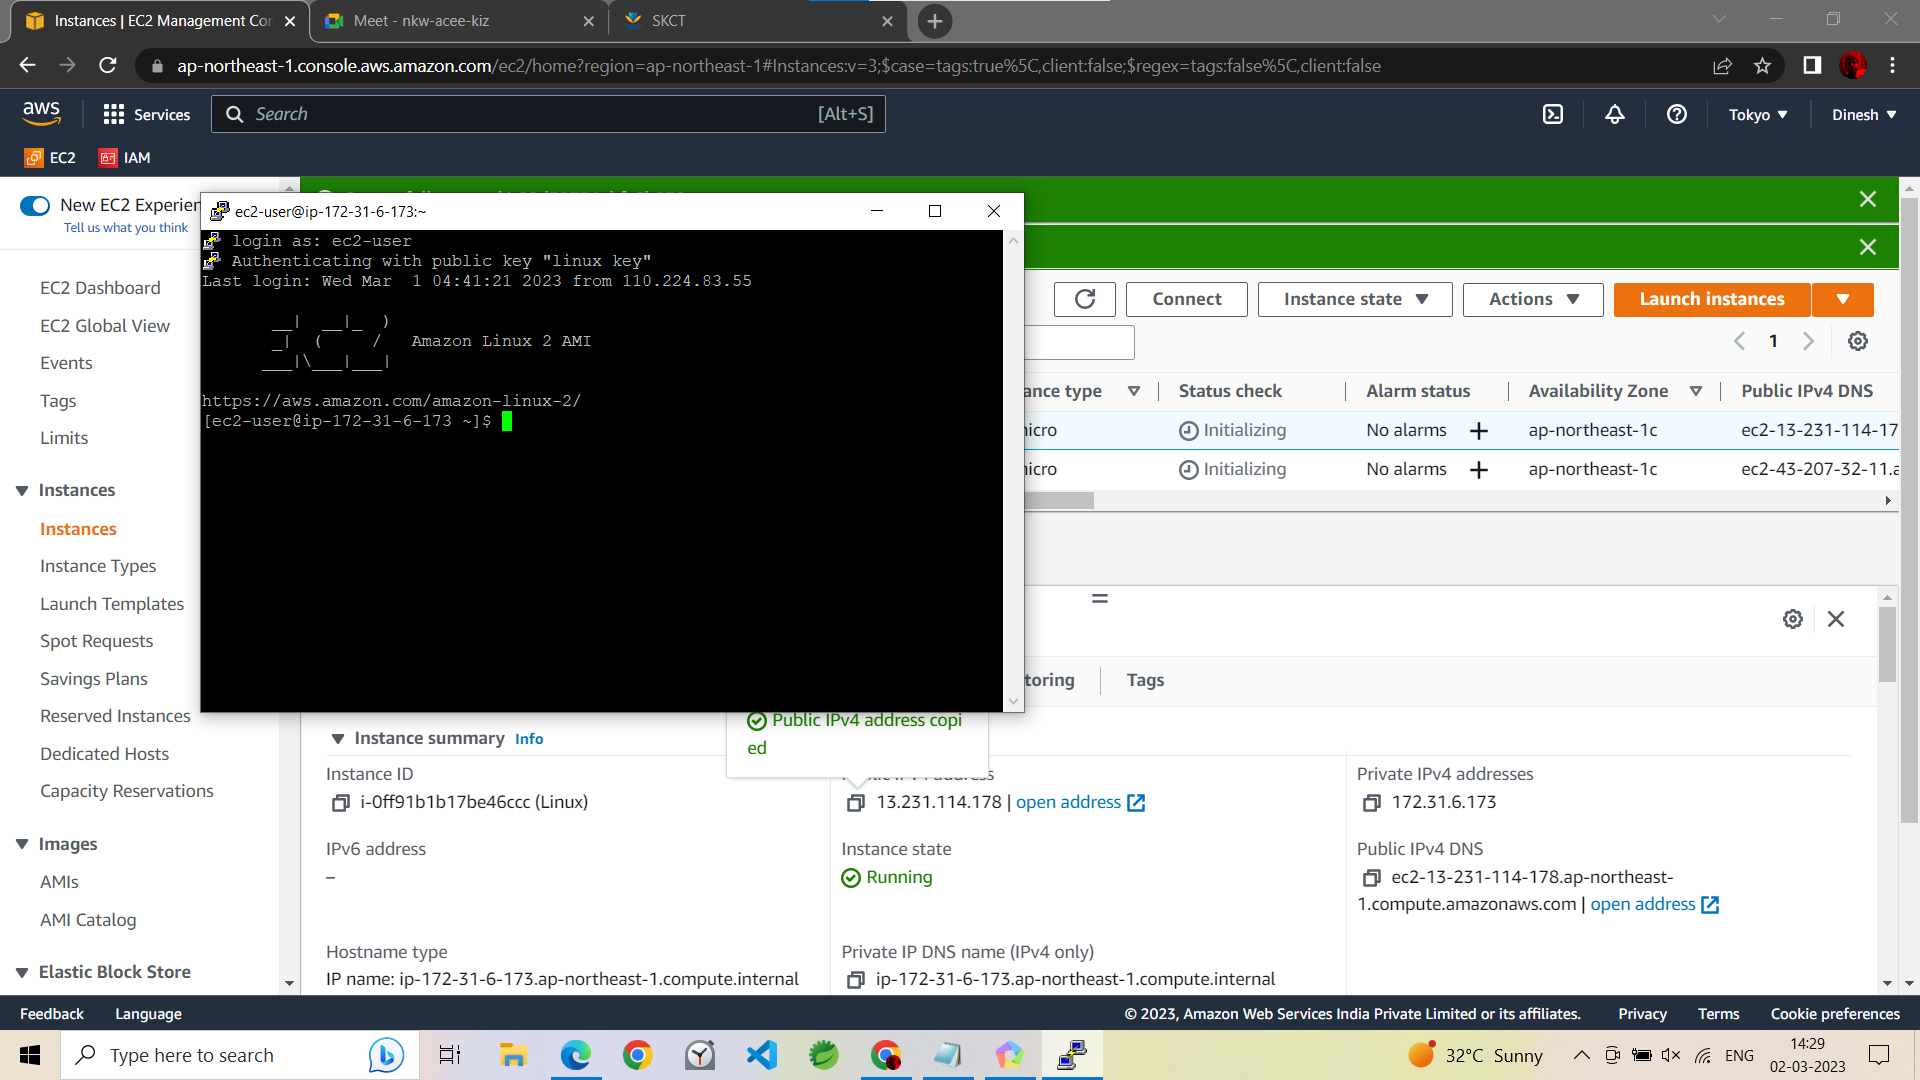 Instances | EC2 Management Con
Meet - nkw-acee-kiz
SKCT
ap-northeast-1.console.aws.amazon.com/ec2/home?region=ap-northeast-1#Instances:v=3;$case=tags:true%5C,client:false;$regex=tags:false%5C,client:false
aws
Services
Search
[Alt+S]
Tokyo
Dinesh
EC2
IAM
New EC2 Experien
Tell us what you think
EC2 Dashboard
EC2 Global View
Events
Tags
Limits
Instances
Instances
Instance Types
Launch Templates
Spot Requests
Savings Plans
Reserved Instances
Dedicated Hosts
Capacity Reservations
Images
AMIs
AMI Catalog
Elastic Block Store
ec2-user@ip-172-31-6-173:~
login as: ec2-user
Authenticating with public key "linux key"
Last login: Wed Mar  1 04:41:21 2023 from 110.224.83.55
       __|  __|_  )
       _|  (     /   Amazon Linux 2 AMI
      ___|\___|___|
https://aws.amazon.com/amazon-linux-2/
[ec2-user@ip-172-31-6-173 ~]$
Connect
Instance state
Actions
Launch instances
1
ance type
Status check
Alarm status
Availability Zone
Public IPv4 DNS
micro
Initializing
No alarms
ap-northeast-1c
ec2-13-231-114-17
micro
Initializing
No alarms
ap-northeast-1c
ec2-43-207-32-11.a
toring
Tags
Public IPv4 address copi
ed
Instance summary Info
Instance ID
i-0ff91b1b17be46ccc (Linux)
Public IPv4 address
13.231.114.178 | open address
Private IPv4 addresses
172.31.6.173
IPv6 address
–
Instance state
Running
Public IPv4 DNS
ec2-13-231-114-178.ap-northeast-
1.compute.amazonaws.com | open address
Hostname type
IP name: ip-172-31-6-173.ap-northeast-1.compute.internal
Private IP DNS name (IPv4 only)
ip-172-31-6-173.ap-northeast-1.compute.internal
Feedback
Language
© 2023, Amazon Web Services India Private Limited or its affiliates.
Privacy
Terms
Cookie preferences
Type here to search
32°C Sunny
ENG
14:29
02-03-2023